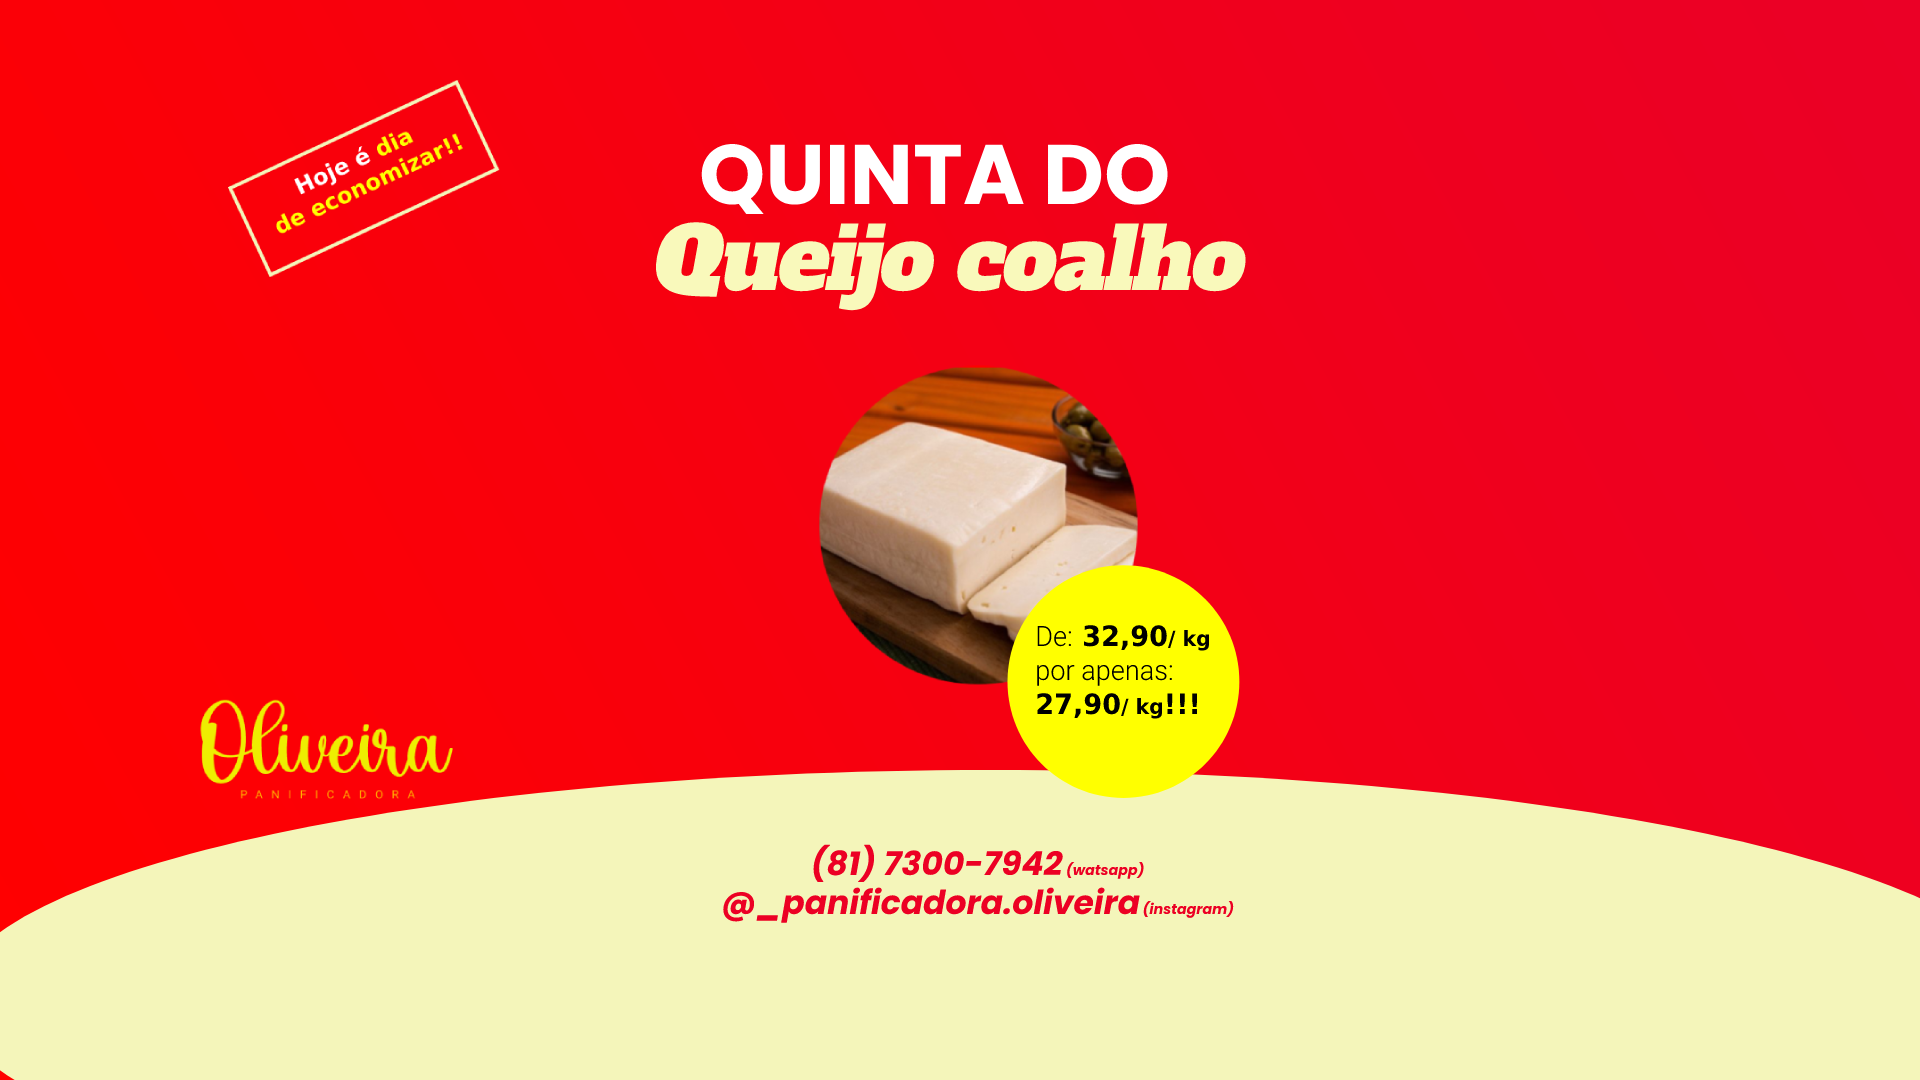 Hoje é dia
de economizar!!
QUINTA DO
Queijo coalho
De: 32,90/ kg
por apenas:
27,90/ kg!!!
Oliveira
PANIFICADORA
(81) 7300-7942 (watsapp)
@_panificadora.oliveira (instagram)